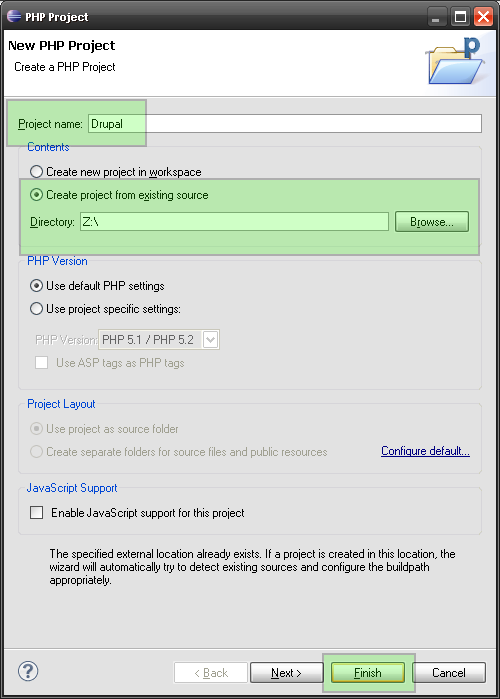 PHP Project
New PHP Project
Create a PHP Project
Project name: Drupal
Contents
Create new project in workspace
Create project from existing source
Directory: Z:\ Browse...
PHP Version
Use default PHP settings
Use project specific settings:
PHP Version: PHP 5.1 / PHP 5.2
Use ASP tags as PHP tags
Project Layout
Use project as source folder
Create separate folders for source files and public resources Configure default...
JavaScript Support
Enable JavaScript support for this project
The specified external location already exists. If a project is created in this location, the
wizard will automatically try to detect existing sources and configure the buildpath
appropriately.
? < Back Next > Finish Cancel